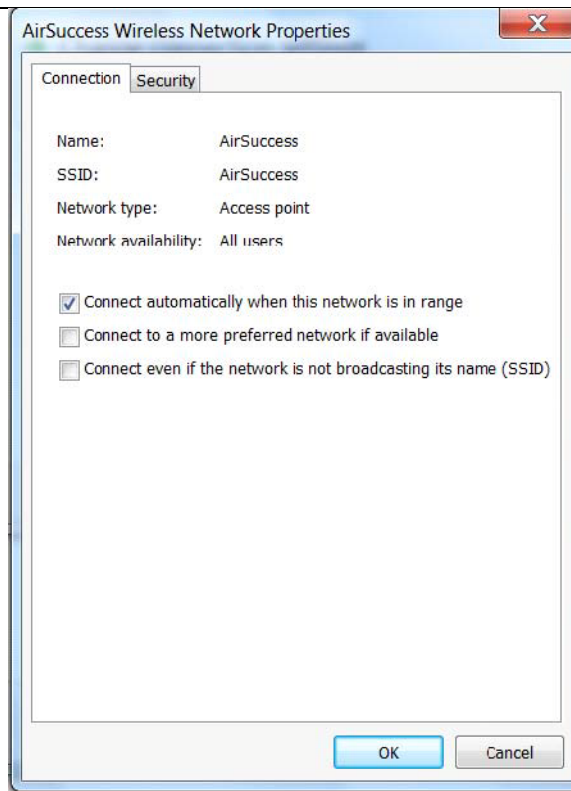 AirSuccess Wireless Network Properties
Connection Security
Name: AirSuccess
SSID: AirSuccess
Network type: Access point
Network availability: All users
Connect automatically when this network is in range
Connect to a more preferred network if available
Connect even if the network is not broadcasting its name (SSID)
OK Cancel